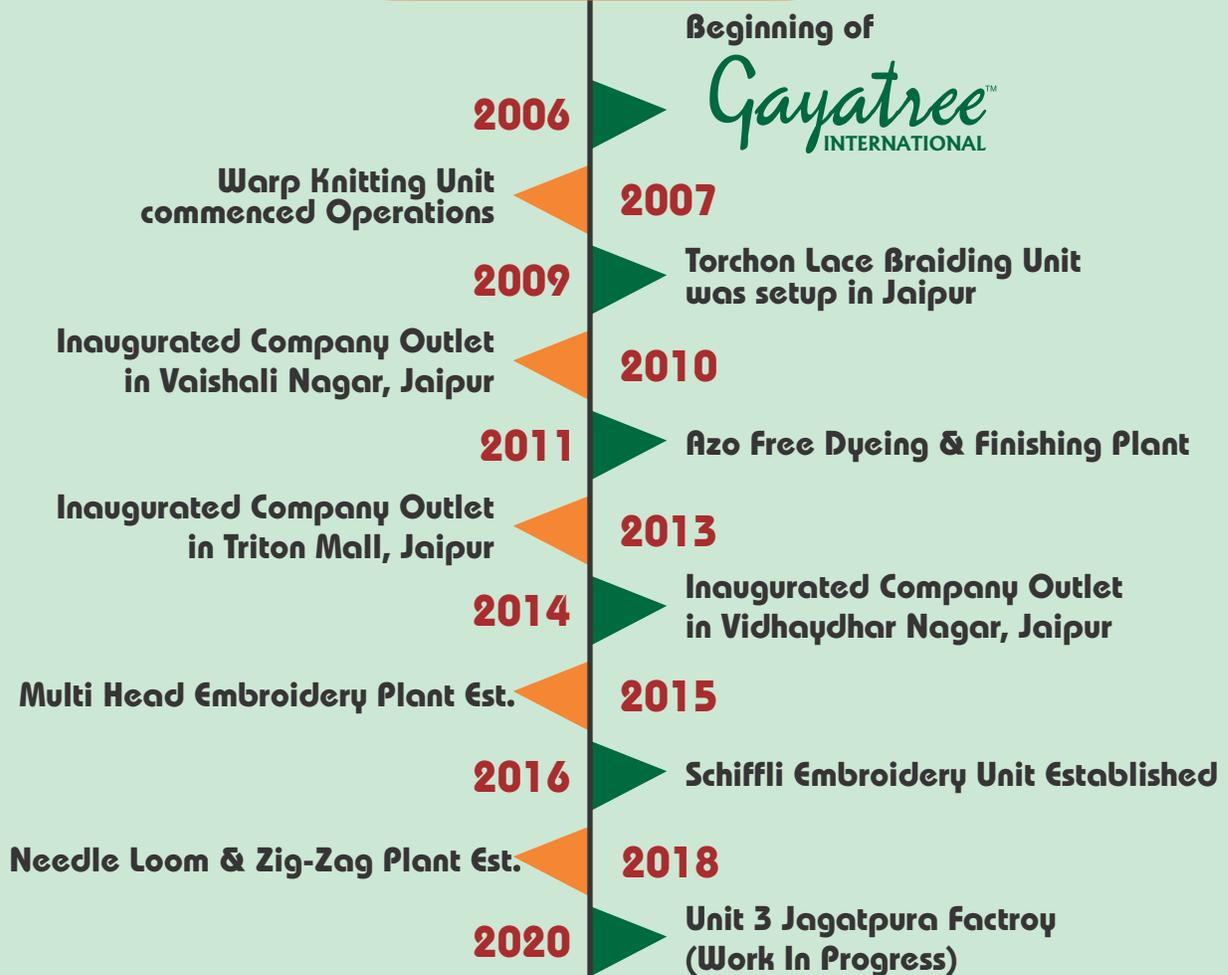 Beginning of
Gayatree™
INTERNATIONAL
2006
Warp Knitting Unit
commenced Operations
2007
2009
Torchon Lace Braiding Unit
was setup in Jaipur
Inaugurated Company Outlet
in Vaishali Nagar, Jaipur
2010
2011
Azo Free Dyeing & Finishing Plant
Inaugurated Company Outlet
in Triton Mall, Jaipur
2013
2014
Inaugurated Company Outlet
in Vidhaydhar Nagar, Jaipur
Multi Head Embroidery Plant Est.
2015
2016
Schiffli Embroidery Unit Established
Needle Loom & Zig-Zag Plant Est.
2018
2020
Unit 3 Jagatpura Factroy
(Work In Progress)